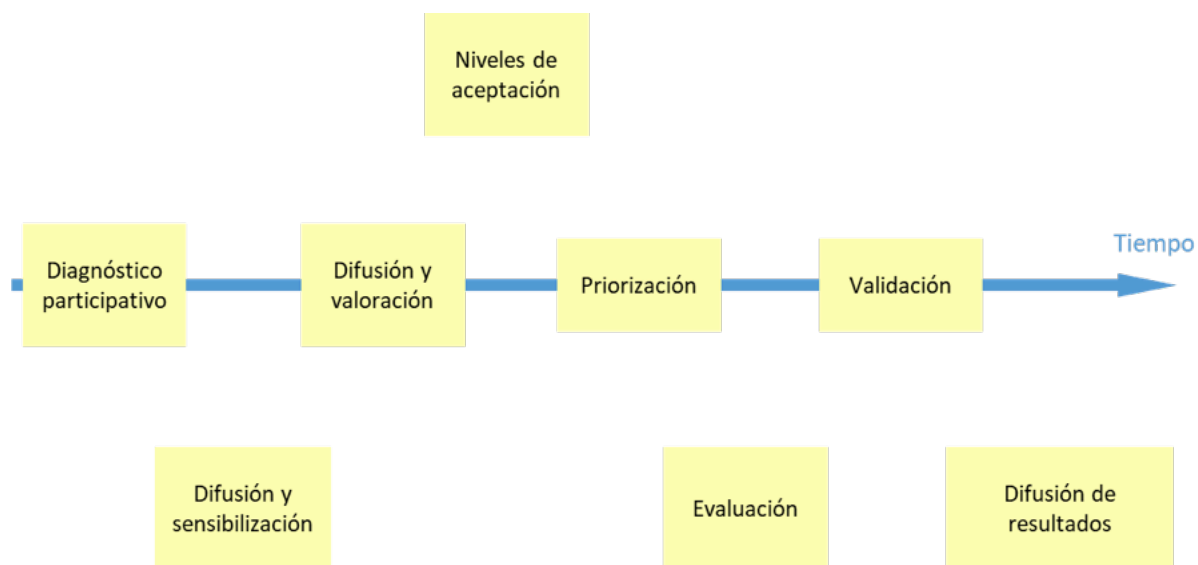 Niveles de
aceptación
Tiempo
Diagnóstico
participativo
Difusión y
valoración
Priorización
Validación
Difusión y
sensibilización
Evaluación
Difusión de
resultados